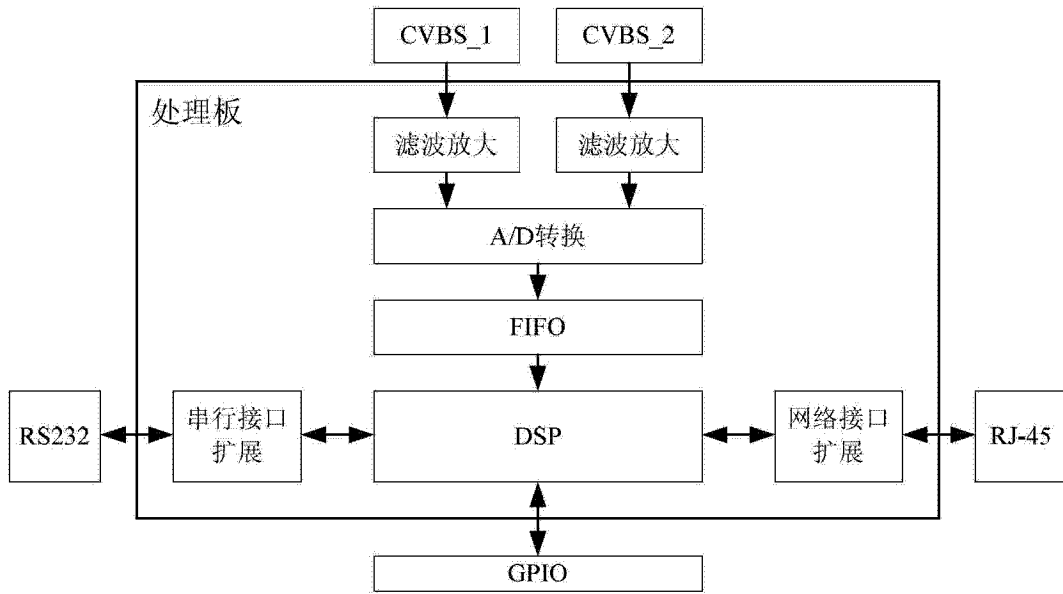 CVBS_1
CVBS_2
处理板
滤波放大
滤波放大
A/D转换
FIFO
RS232
串行接口
扩展
DSP
网络接口
扩展
RJ-45
GPIO